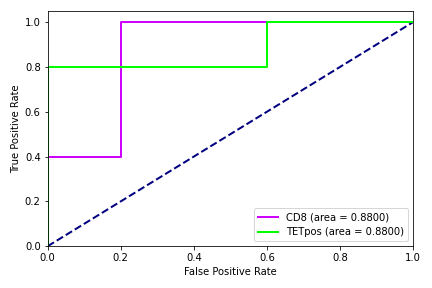 1.0
0.8
0.6
0.4
0.2
0.0
True Positive Rate
0.0 0.2 0.4 0.6 0.8 1.0
False Positive Rate
CD8 (area = 0.8800)
TETpos (area = 0.8800)